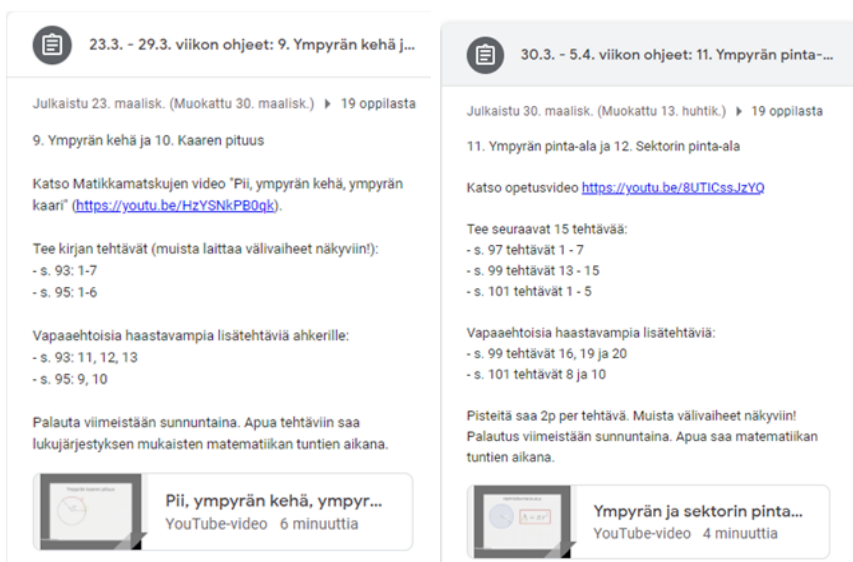 23.3. - 29.3. viikon ohjeet: 9. Ympyrän kehä j...
Julkaistu 23. maalisk. (Muokattu 30. maalisk.) 19 oppilasta
9. Ympyrän kehä ja 10. Kaaren pituus
Katso Matikkamatskujen video "Pii, ympyrän kehä, ympyrän
kaari" (https://youtu.be/HzYSNkPB0qk).
Tee kirjan tehtävät (muista laittaa välivaiheet näkyviin!):
- s. 93: 1-7
- s. 95: 1-6
Vapaaehtoisia haastavampia lisätehtäviä ahkerille:
- s. 93: 11, 12, 13
- s. 95: 9, 10
Palauta viimeistään sunnuntaina. Apua tehtäviin saa
lukujärjestyksen mukaisten matematiikan tuntien aikana.
Pii, ympyrän kehä, ympyr...
YouTube-video 6 minuuttia
30.3. - 5.4. viikon ohjeet: 11. Ympyrän pinta-...
Julkaistu 30. maalisk. (Muokattu 13. huhtik.) 19 oppilasta
11. Ympyrän pinta-ala ja 12. Sektorin pinta-ala
Katso opetusvideo https://youtu.be/8UTICssJzYQ
Tee seuraavat 15 tehtävää:
- s. 97 tehtävät 1 - 7
- s. 99 tehtävät 13 - 15
- s. 101 tehtävät 1 - 5
Vapaaehtoisia haastavampia lisätehtäviä:
- s. 99 tehtävät 16, 19 ja 20
- s. 101 tehtävät 8 ja 10
Pisteitä saa 2p per tehtävä. Muista välivaiheet näkyviin!
Palautus viimeistään sunnuntaina. Apua saa matematiikan
tuntien aikana.
Ympyrän ja sektorin pinta...
YouTube-video 4 minuuttia